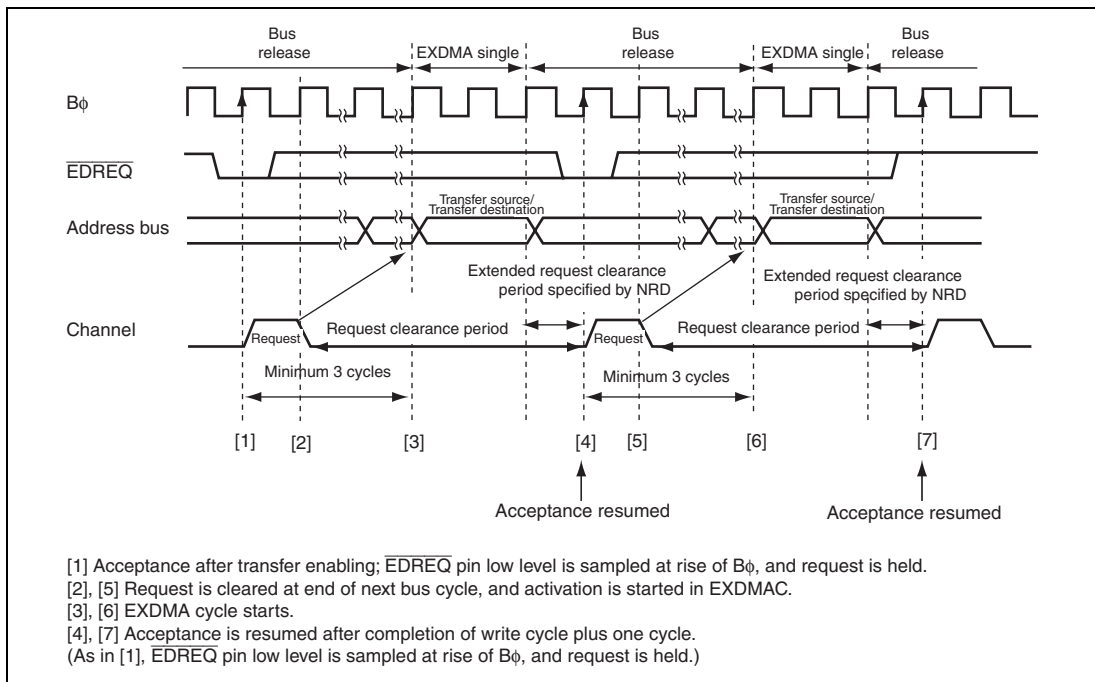 Bus release
EXDMA single
Bus release
EXDMA single
Bus release
Bφ
EDREQ
Address bus
Transfer source/
Transfer destination
Transfer source/
Transfer destination
Extended request clearance
period specified by NRD
Extended request clearance
period specified by NRD
Channel
Request
Request clearance period
Request
Request clearance period
Minimum 3 cycles
Minimum 3 cycles
[1] [2] [3] [4] [5] [6] [7]
Acceptance resumed
Acceptance resumed
[1] Acceptance after transfer enabling; EDREQ pin low level is sampled at rise of Bφ, and request is held.
[2], [5] Request is cleared at end of next bus cycle, and activation is started in EXDMAC.
[3], [6] EXDMA cycle starts.
[4], [7] Acceptance is resumed after completion of write cycle plus one cycle.
(As in [1], EDREQ pin low level is sampled at rise of Bφ, and request is held.)